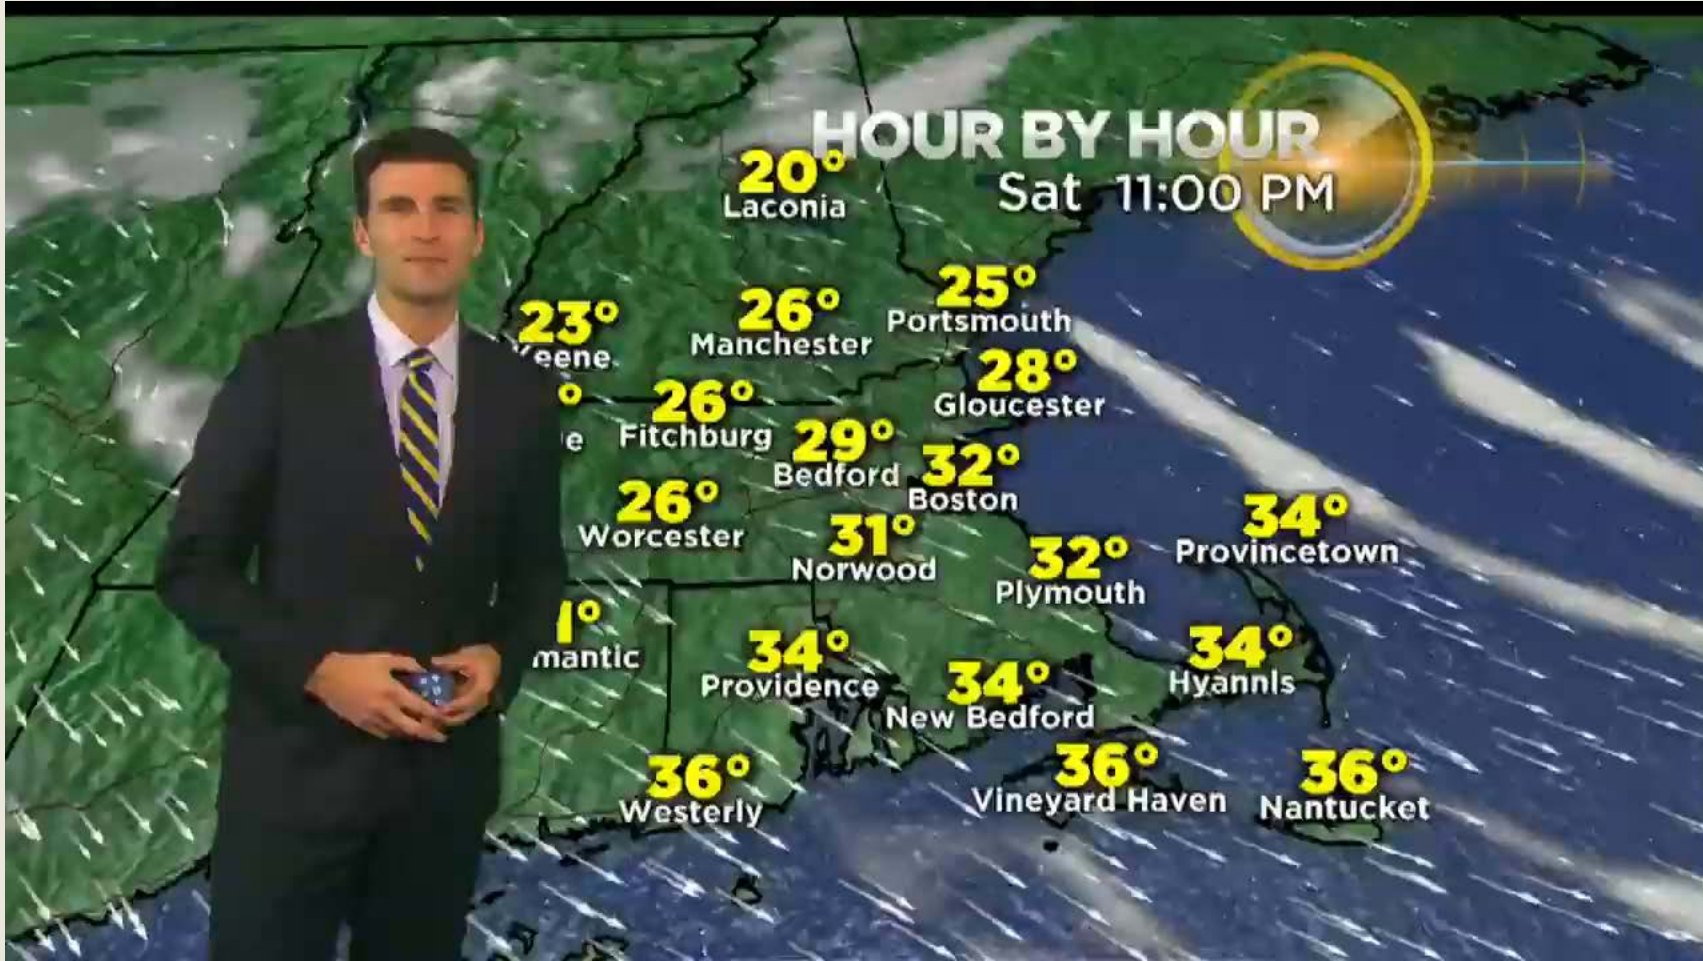 HOUR BY HOUR
Sat 11:00 PM
20°
Laconia
25°
Portsmouth
23°
26°
Manchester
28°
Gloucester
26°
Fitchburg
29°
Bedford
32°
Boston
26°
Worcester
31°
Norwood
34°
Provincetown
32°
Plymouth
34°
Providence
34°
Hyannis
34°
New Bedford
36°
Westerly
36°
Vineyard Haven
36°
Nantucket